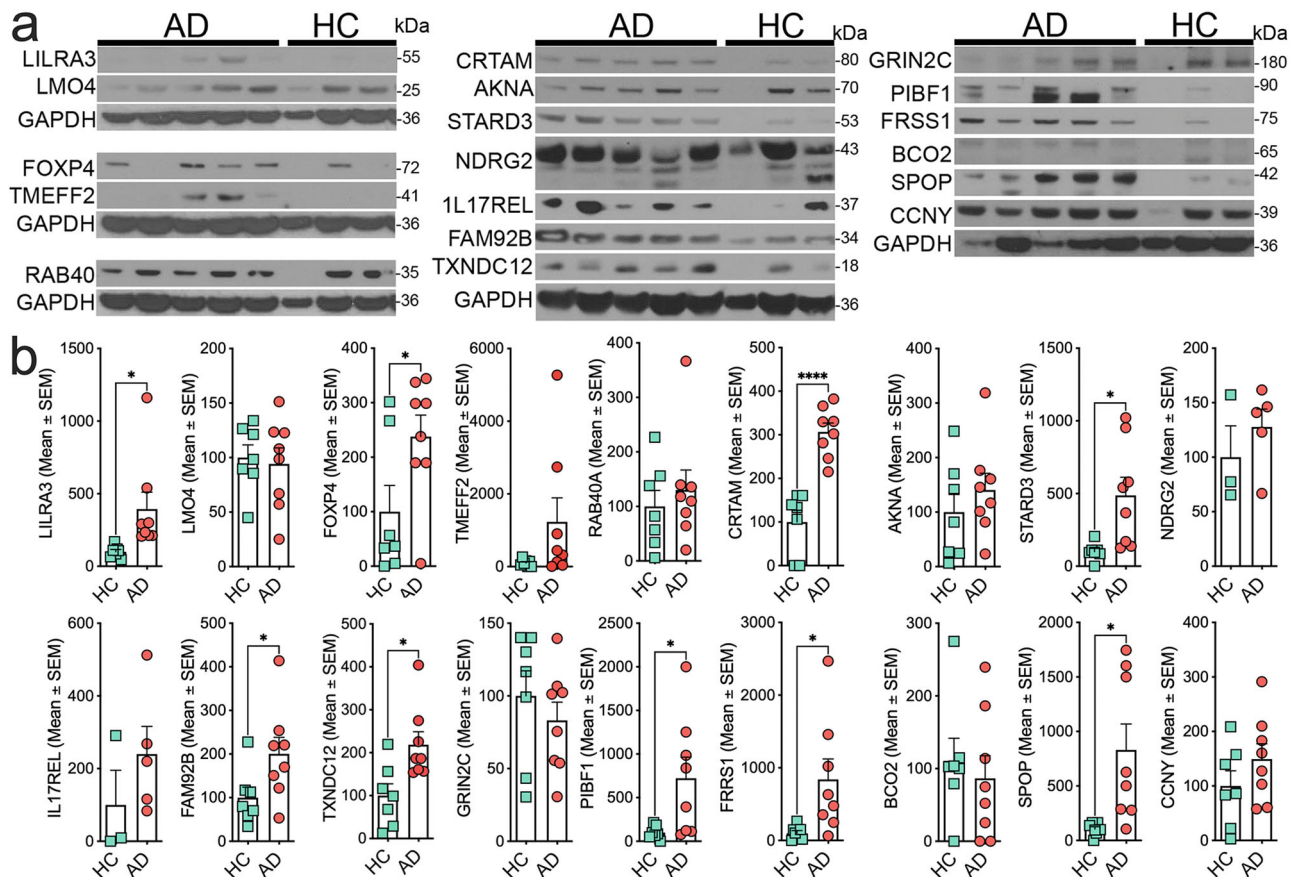 a
AD HC kDa
LILRA3 -55
LMO4 -25
GAPDH -36
FOXP4 -72
TMEFF2 -41
GAPDH -36
RAB40 -35
GAPDH -36
AD HC kDa
CRTAM -80
AKNA -70
STARD3 -53
NDRG2 -43
1L17REL -37
FAM92B -34
TXNDC12 -18
GAPDH -36
AD HC kDa
GRIN2C -180
PIBF1 -90
FRSS1 -75
BCO2 -65
SPOP -42
CCNY -39
GAPDH -36
b
LILRA3 (Mean ± SEM)
1500
1000
500
0
*
HC AD
LMO4 (Mean ± SEM)
200
150
100
50
0
HC AD
FOXP4 (Mean ± SEM)
400
300
200
100
0
*
HC AD
TMEFF2 (Mean ± SEM)
6000
4000
2000
0
HC AD
RAB40A (Mean ± SEM)
400
300
200
100
0
HC AD
CRTAM (Mean ± SEM)
500
400
300
200
100
0
****
HC AD
AKNA (Mean ± SEM)
400
300
200
100
0
HC AD
STARD3 (Mean ± SEM)
1500
1000
500
0
*
HC AD
NDRG2 (Mean ± SEM)
200
150
100
50
0
HC AD
IL17REL (Mean ± SEM)
600
400
200
0
HC AD
FAM92B (Mean ± SEM)
500
400
300
200
100
0
*
HC AD
TXNDC12 (Mean ± SEM)
500
400
300
200
100
0
*
HC AD
GRIN2C (Mean ± SEM)
150
100
50
0
HC AD
PIBF1 (Mean ± SEM)
2500
2000
1500
1000
500
0
*
HC AD
FRRS1 (Mean ± SEM)
3000
2000
1000
0
*
HC AD
BCO2 (Mean ± SEM)
300
200
100
0
HC AD
SPOP (Mean ± SEM)
2000
1500
1000
500
0
*
HC AD
CCNY (Mean ± SEM)
400
300
200
100
0
HC AD